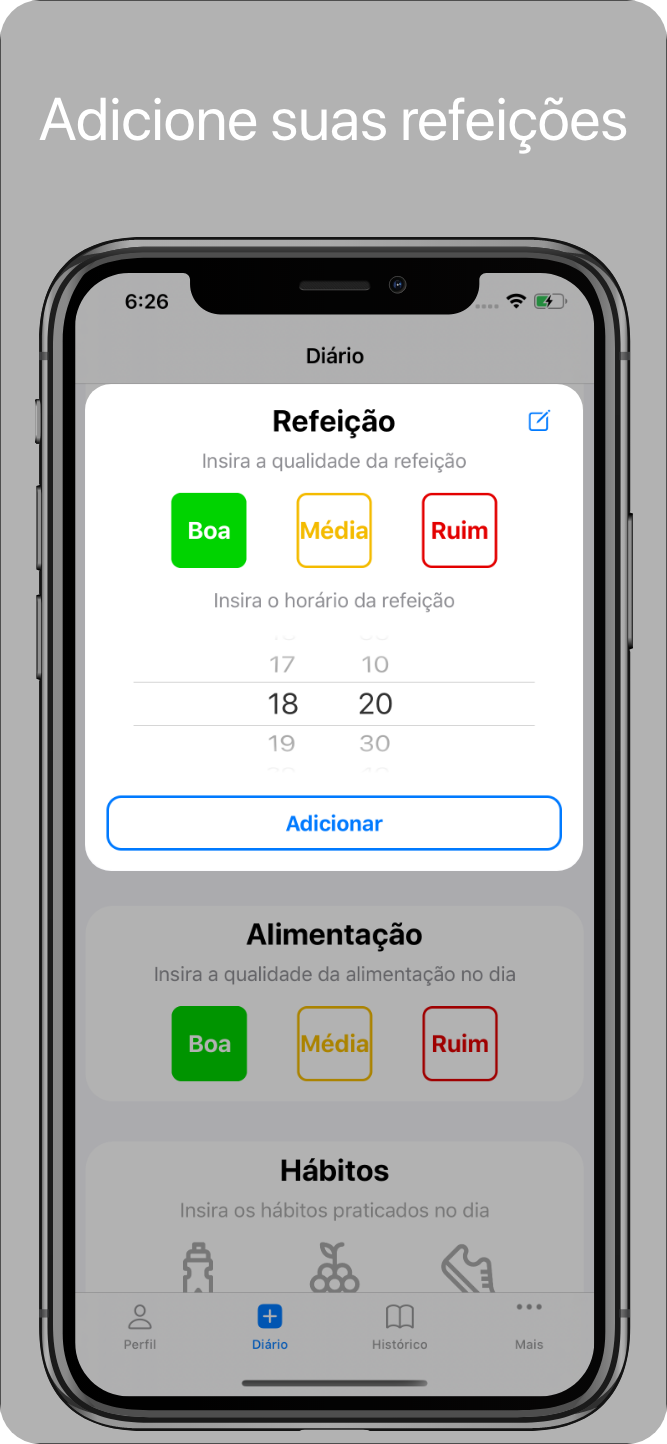 Adicione suas refeições
6:26
Diário
Refeição
Insira a qualidade da refeição
Boa Média Ruim
Insira o horário da refeição
17 10
18 20
19 30
Adicionar
Alimentação
Insira a qualidade da alimentação no dia
Boa Média Ruim
Hábitos
Insira os hábitos praticados no dia
Perfil Diário Histórico Mais